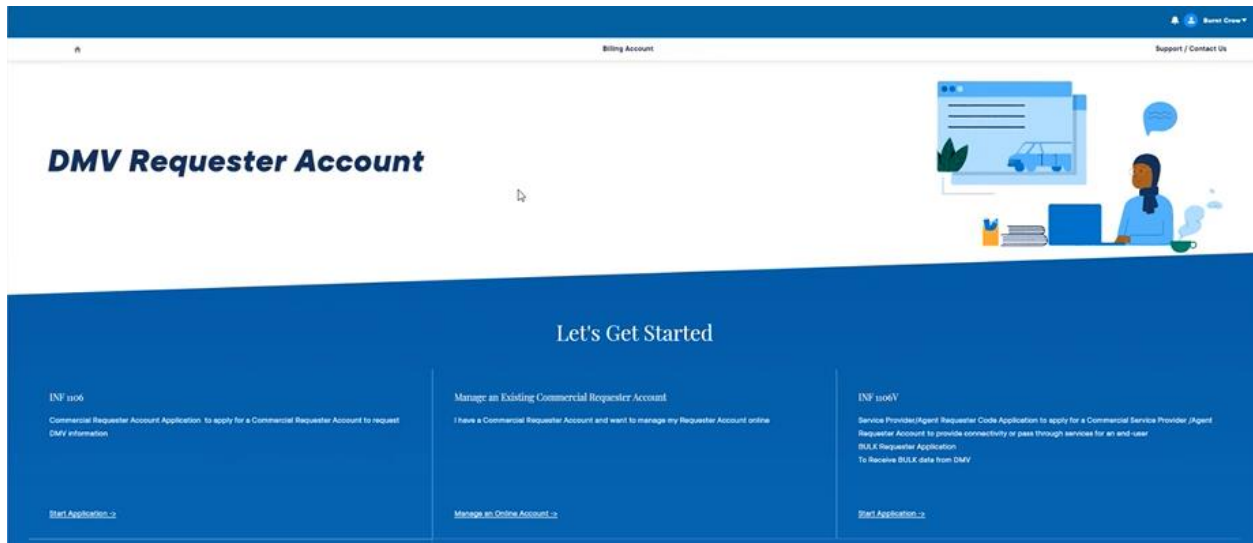 Burnt Crow
Billing Account
Support / Contact Us
DMV Requester Account
Let's Get Started
INF 1106
Commercial Requester Account Application to apply for a Commercial Requester Account to request
DMV information
Start Application ->
Manage an Existing Commercial Requester Account
I have a Commercial Requester Account and want to manage my Requester Account online
Manage an Online Account ->
INF 1106V
Service Provider/Agent Requester Code Application to apply for a Commercial Service Provider /Agent
Requester Account to provide connectivity or pass through services for an end-user
BULK Requester Application
To Receive BULK data from DMV
Start Application ->